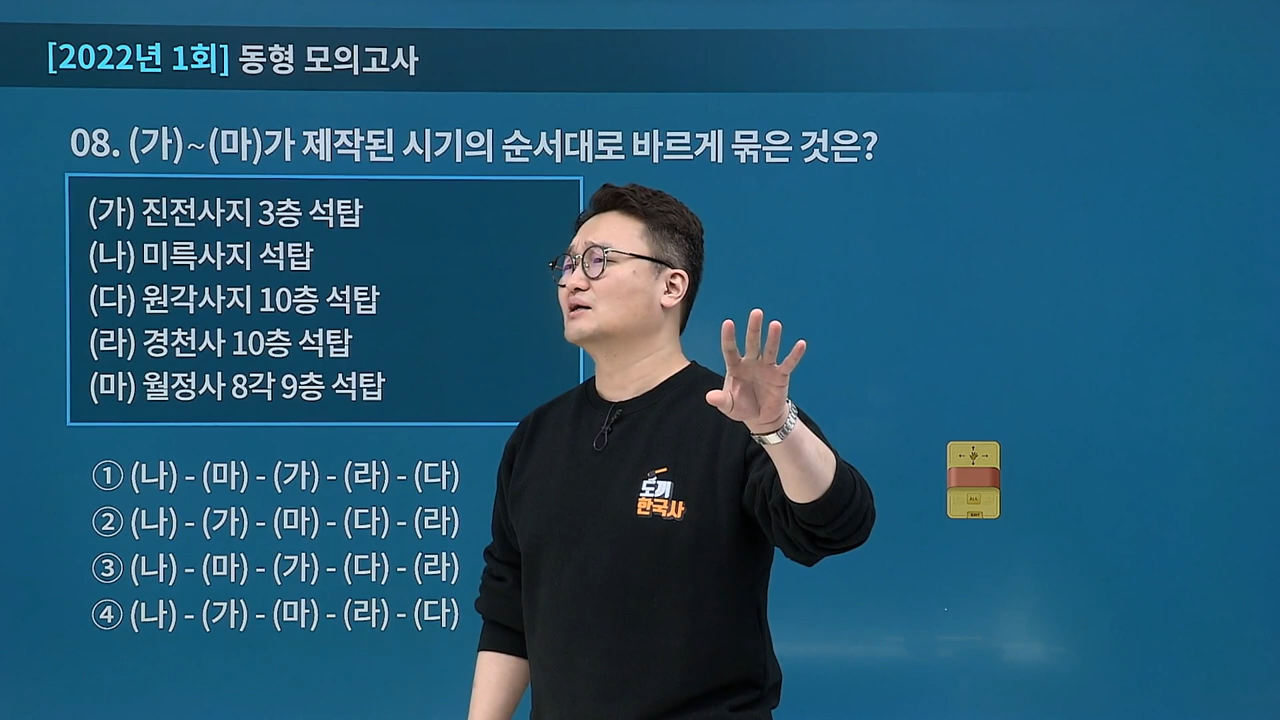 [2022년 1회] 동형 모의고사
08. (가)~(마)가 제작된 시기의 순서대로 바르게 묶은 것은?
(가) 진전사지 3층 석탑
(나) 미륵사지 석탑
(다) 원각사지 10층 석탑
(라) 경천사 10층 석탑
(마) 월정사 8각 9층 석탑
① (나) - (마) - (가) - (라) - (다)
② (나) - (가) - (마) - (다) - (라)
③ (나) - (마) - (가) - (다) - (라)
④ (나) - (가) - (마) - (라) - (다)
도끼
한국사
ALL
EXIT